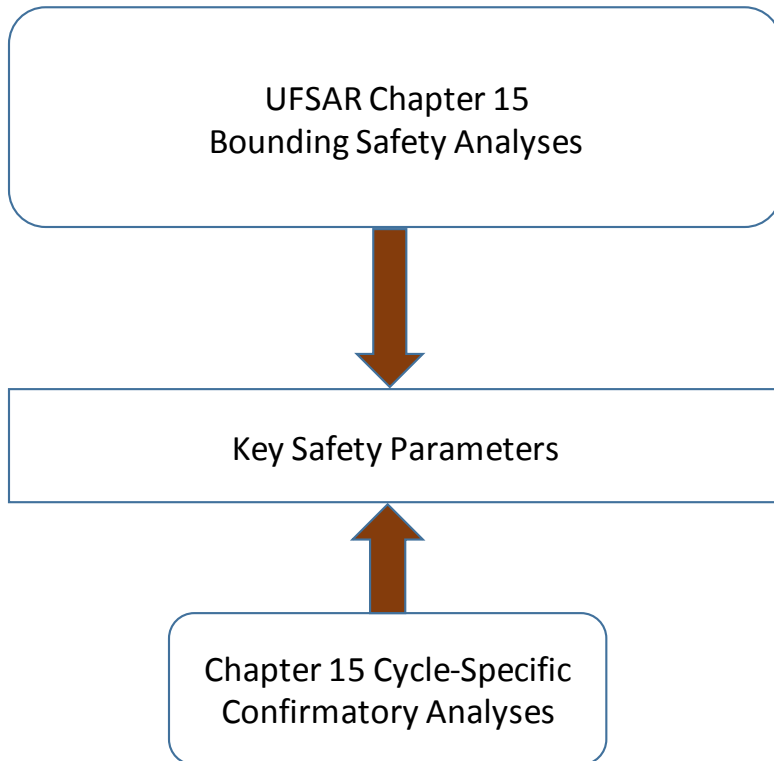 UFSAR Chapter 15
Bounding Safety Analyses
Key Safety Parameters
Chapter 15 Cycle-Specific
Confirmatory Analyses